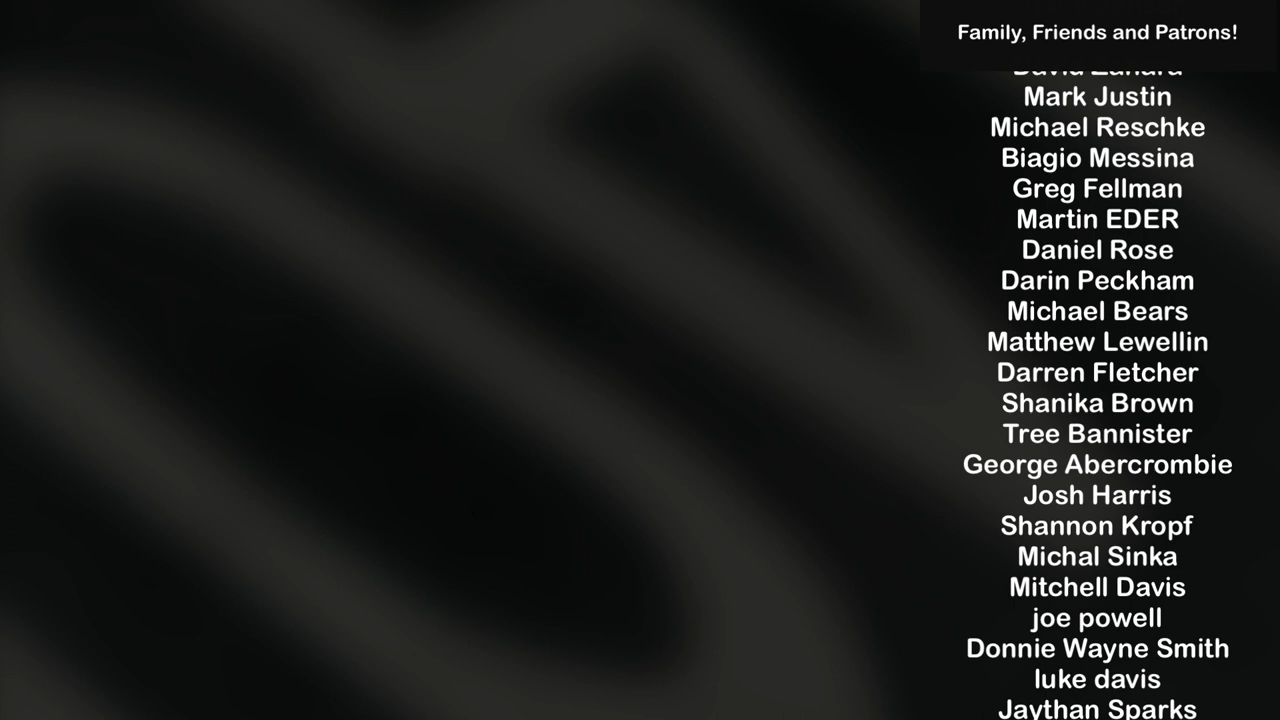 Family, Friends and Patrons!
Mark Justin
Michael Reschke
Biagio Messina
Greg Fellman
Martin EDER
Daniel Rose
Darin Peckham
Michael Bears
Matthew Lewellin
Darren Fletcher
Shanika Brown
Tree Bannister
George Abercrombie
Josh Harris
Shannon Kropf
Michal Sinka
Mitchell Davis
joe powell
Donnie Wayne Smith
luke davis
Jaythan Sparks